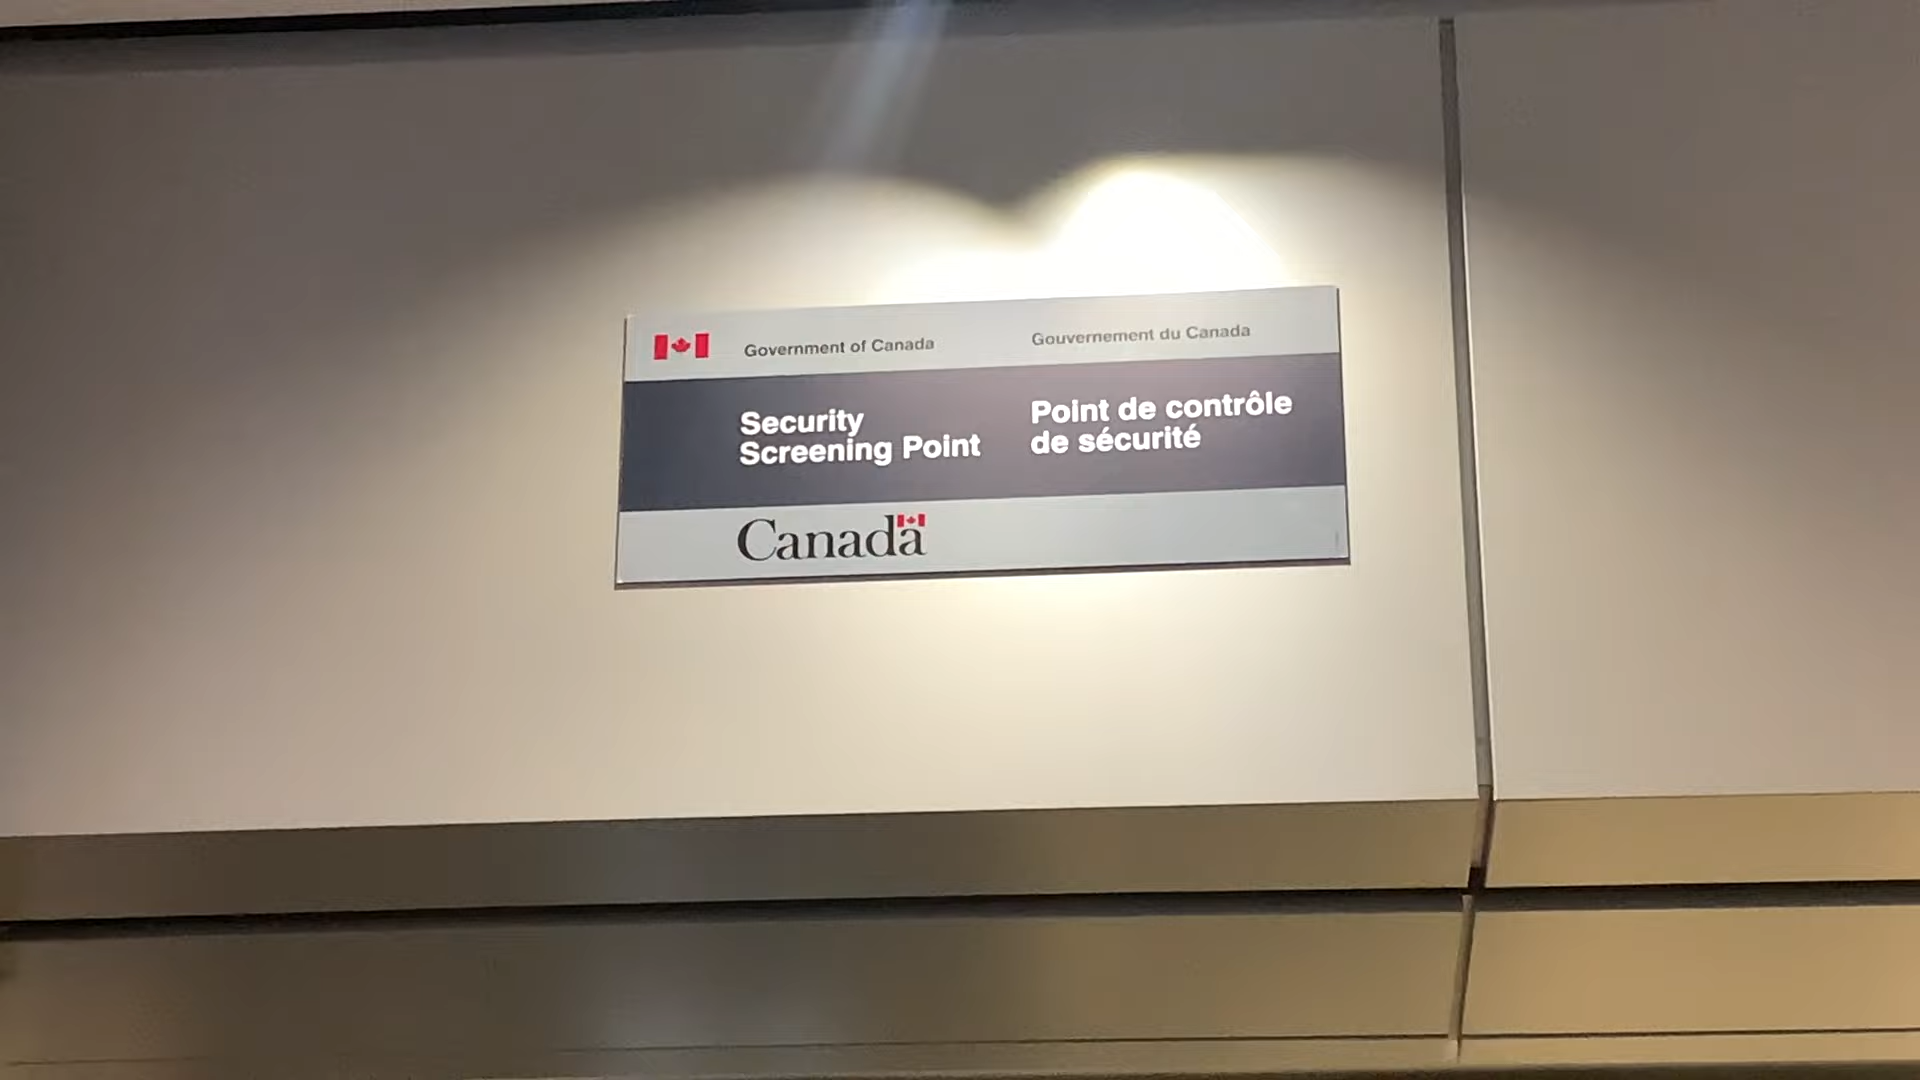 Government of Canada
Gouvernement du Canada
Security
Screening Point
Point de contrôle
de sécurité
Canada